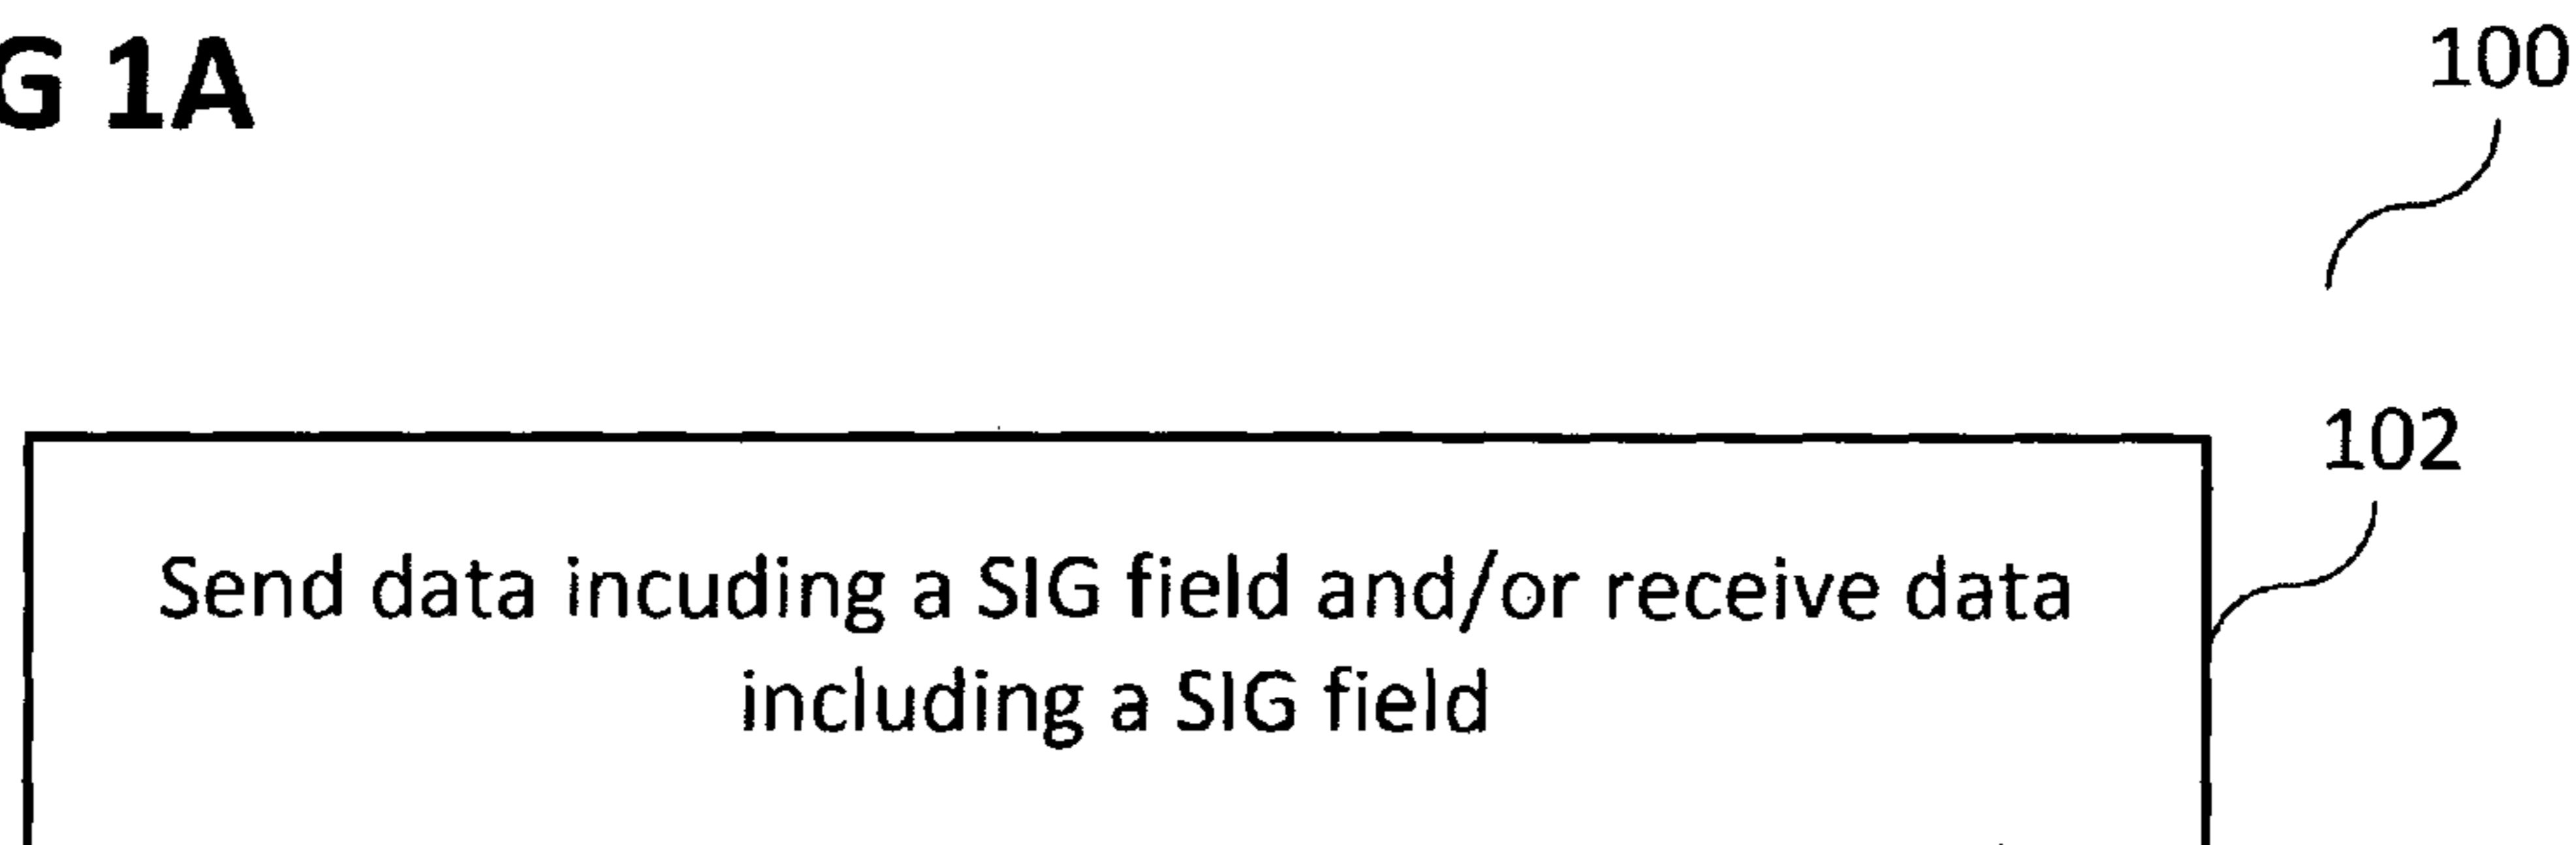 G 1A
100
102
Send data incuding a SIG field and/or receive data
including a SIG field